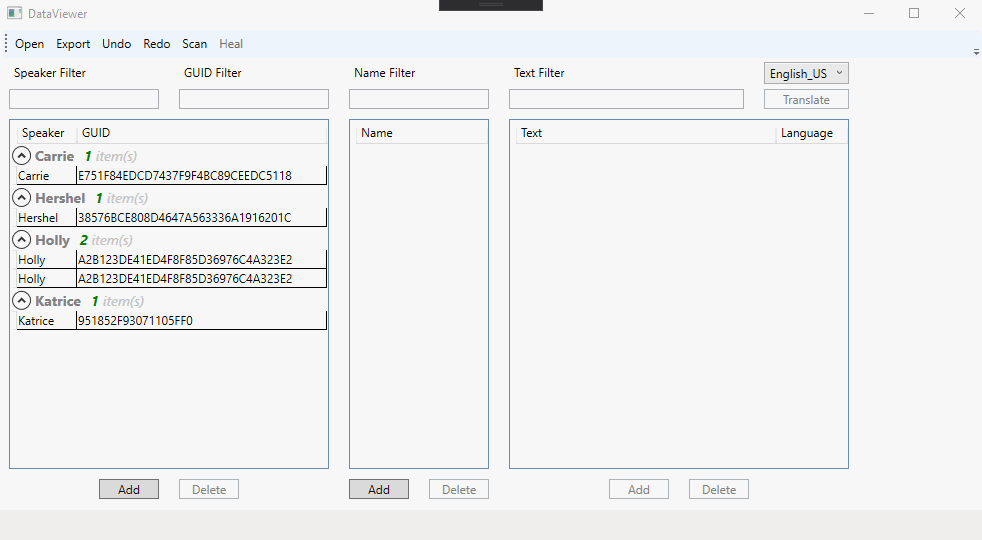 DataViewer
Open Export Undo Redo Scan Heal
Speaker Filter GUID Filter Name Filter Text Filter English_US
Translate
Speaker GUID Name Text Language
Carrie 1 item(s)
Carrie E751F84EDCD7437F9F4BC89CEEDC5118
Hershel 1 item(s)
Hershel 38576BCE808D4647A563336A1916201C
Holly 2 item(s)
Holly A2B123DE41ED4F8F85D36976C4A323E2
Holly A2B123DE41ED4F8F85D36976C4A323E2
Katrice 1 item(s)
Katrice 951852F93071105FF0
Add Delete Add Delete Add Delete